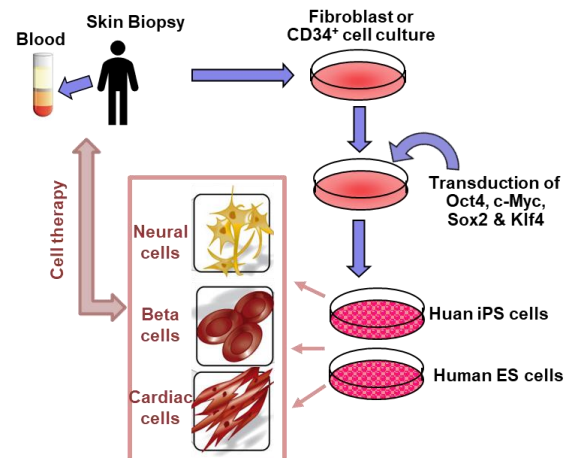 Skin Biopsy
Blood
Fibroblast or
CD34⁺ cell culture
Transduction of
Oct4, c-Myc,
Sox2 & Klf4
Cell therapy
Neural
cells
Beta
cells
Cardiac
cells
Huan iPS cells
Human ES cells